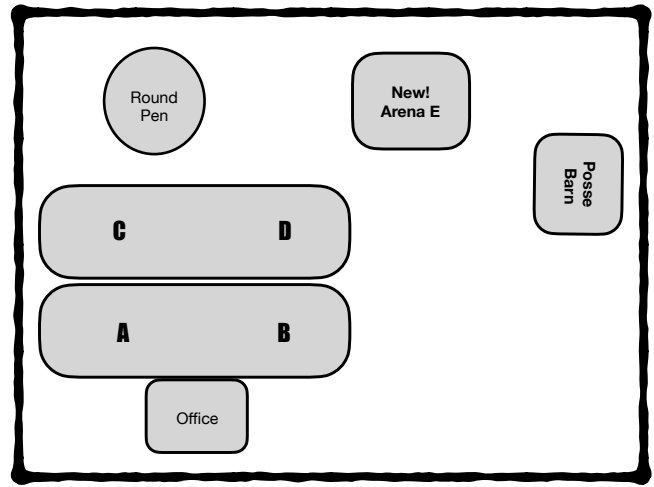 Round
Pen
New!
Arena E
Posse
Barn
C D
A B
Office